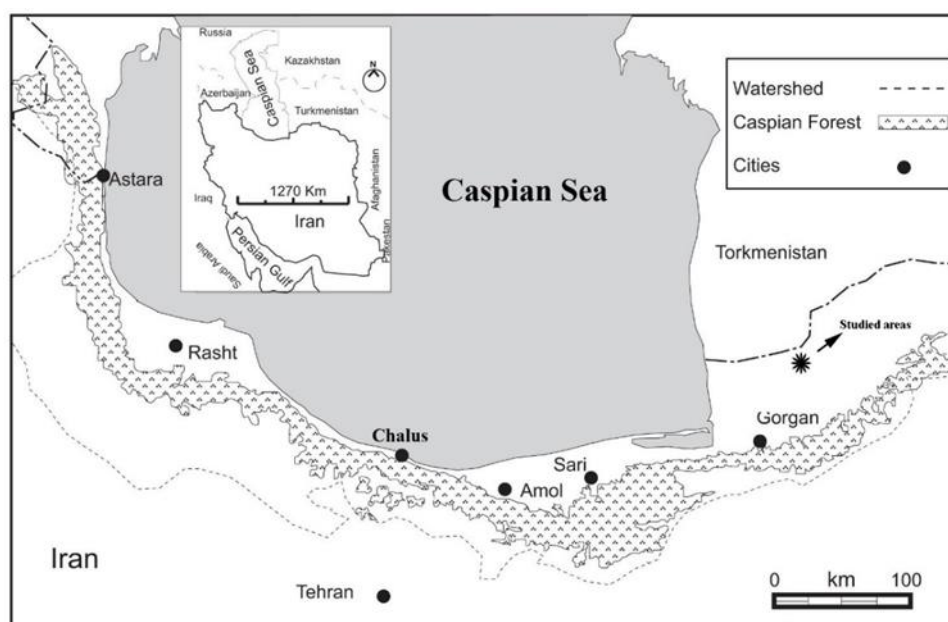 Russia
Kazakhstan
N
Caspian Sea
Azerbaijan
Turkmenistan
Afaghanistan
1270 Km
Iraq
Iran
Pakestan
Persian Gulf
Saudi Arabia
Watershed
Caspian Forest
Cities
Astara
Caspian Sea
Torkmenistan
Studied areas
Rasht
Gorgan
Chalus
Sari
Amol
Iran
Tehran
0 km 100